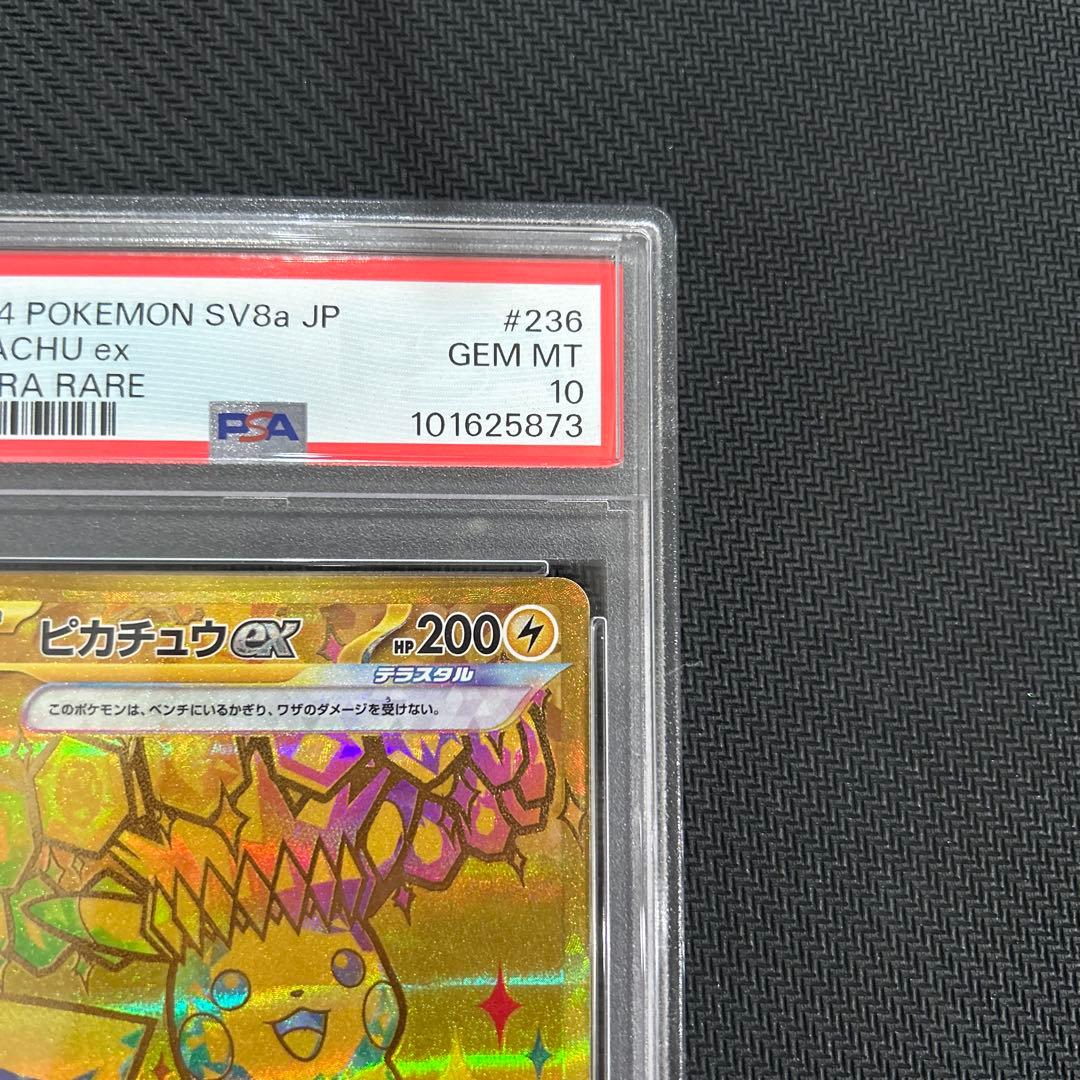 4 POKEMON SV8a JP #236
ACHU ex GEM MT
RA RARE 10
PSA 101625873
ピカチュウex HP200
テラスタル
このポケモンは、ベンチにいるかぎり、ワザのダメージを受けない。